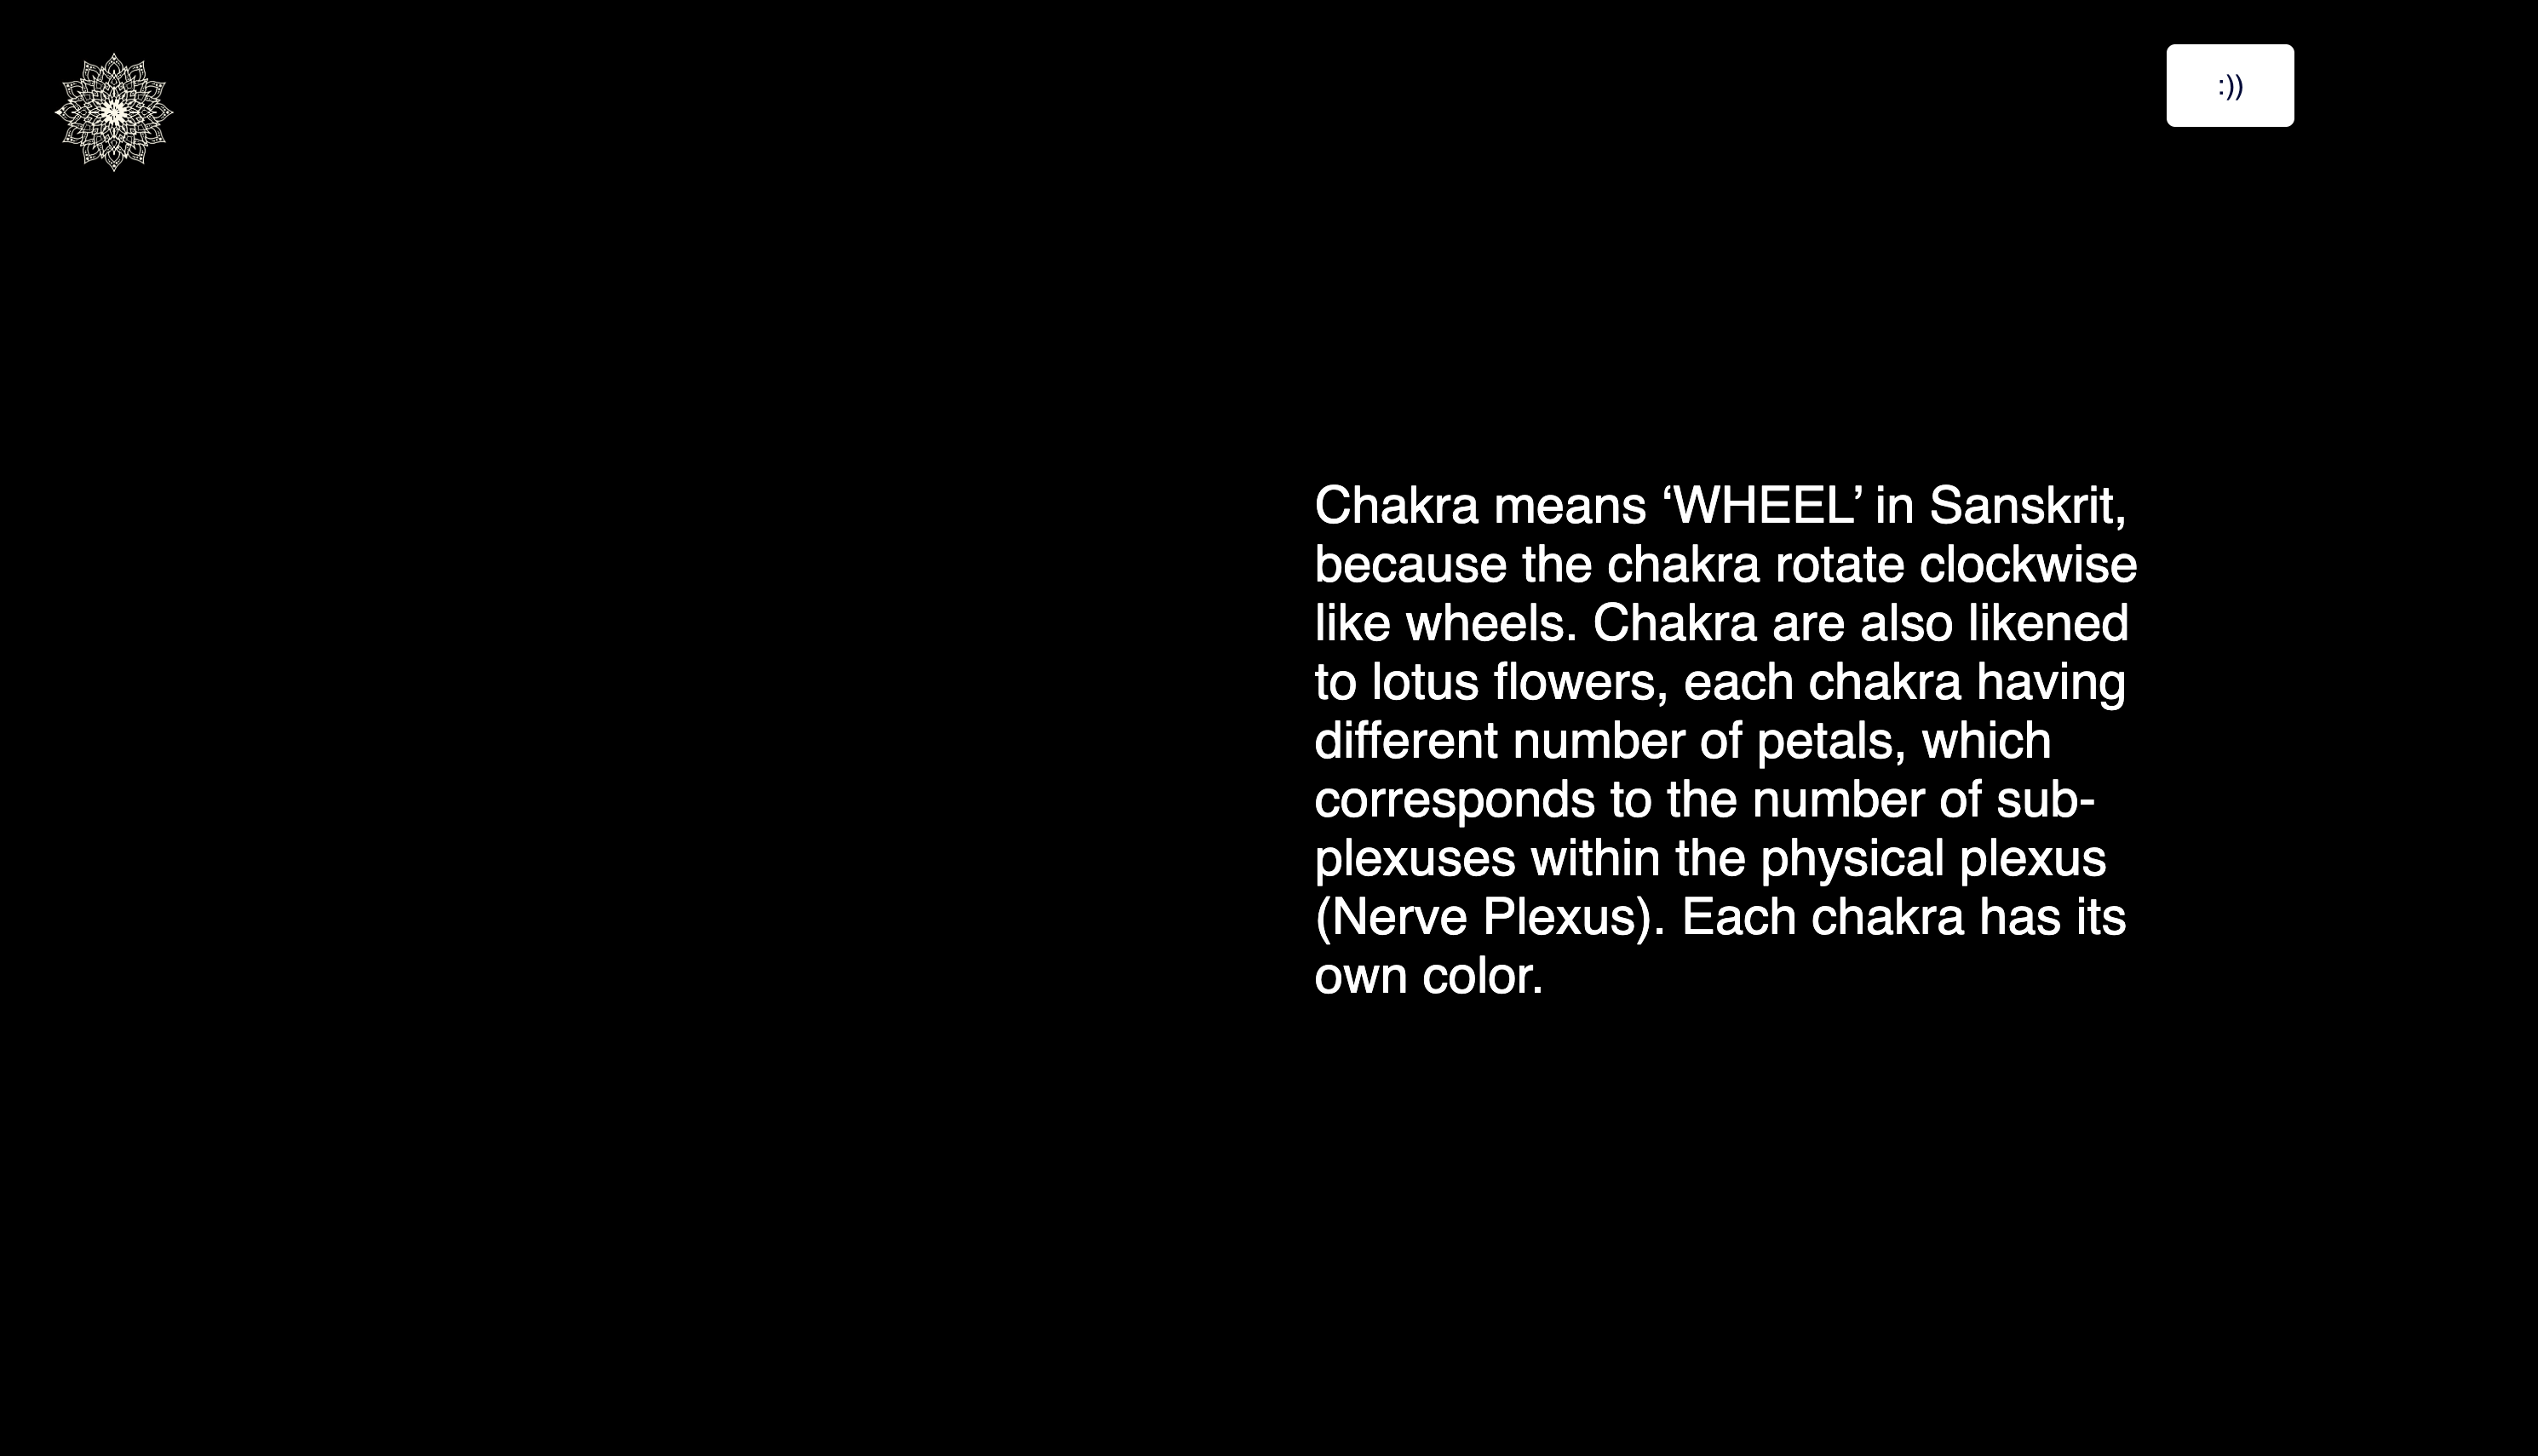 :))
Chakra means ‘WHEEL’ in Sanskrit,
because the chakra rotate clockwise
like wheels. Chakra are also likened
to lotus flowers, each chakra having
different number of petals, which
corresponds to the number of sub-
plexuses within the physical plexus
(Nerve Plexus). Each chakra has its
own color.